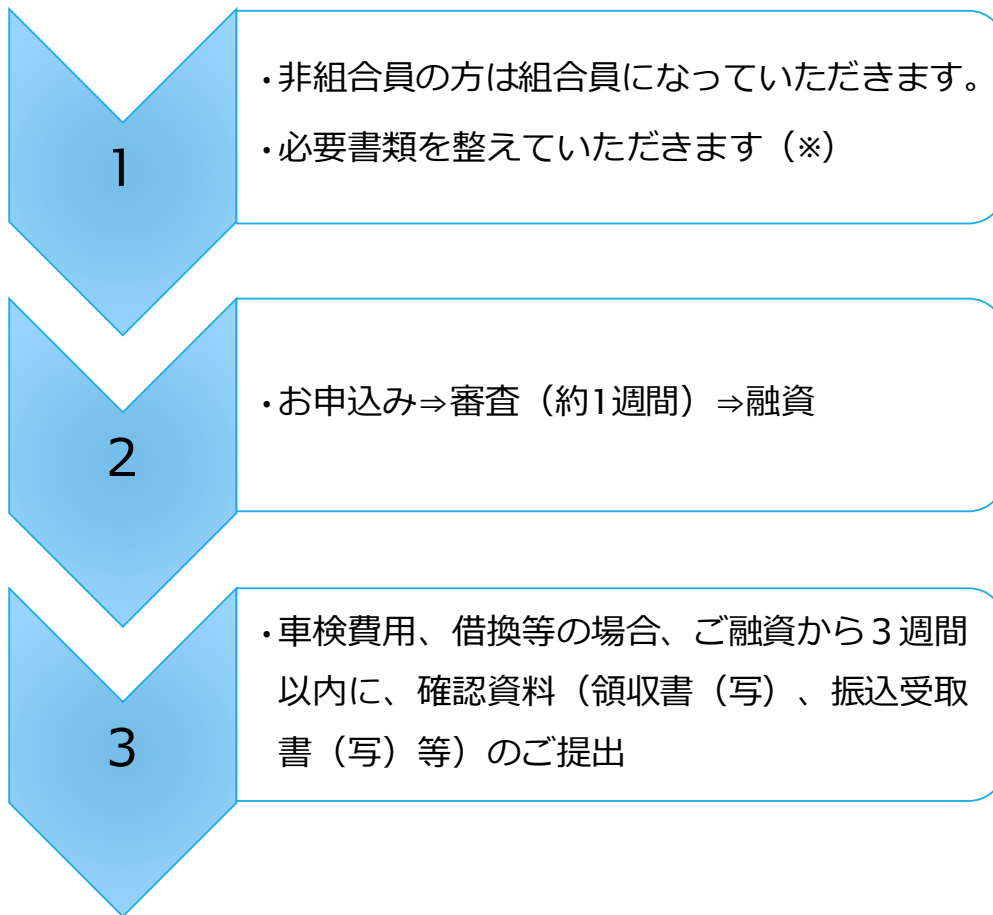 1
・非組合員の方は組合員になっていただきます。
・必要書類を整えていただきます（※）
2
・お申込み⇒審査（約1週間）⇒融資
3
・車検費用、借換等の場合、ご融資から３週間
以内に、確認資料（領収書（写）、振込受取
書（写）等）のご提出